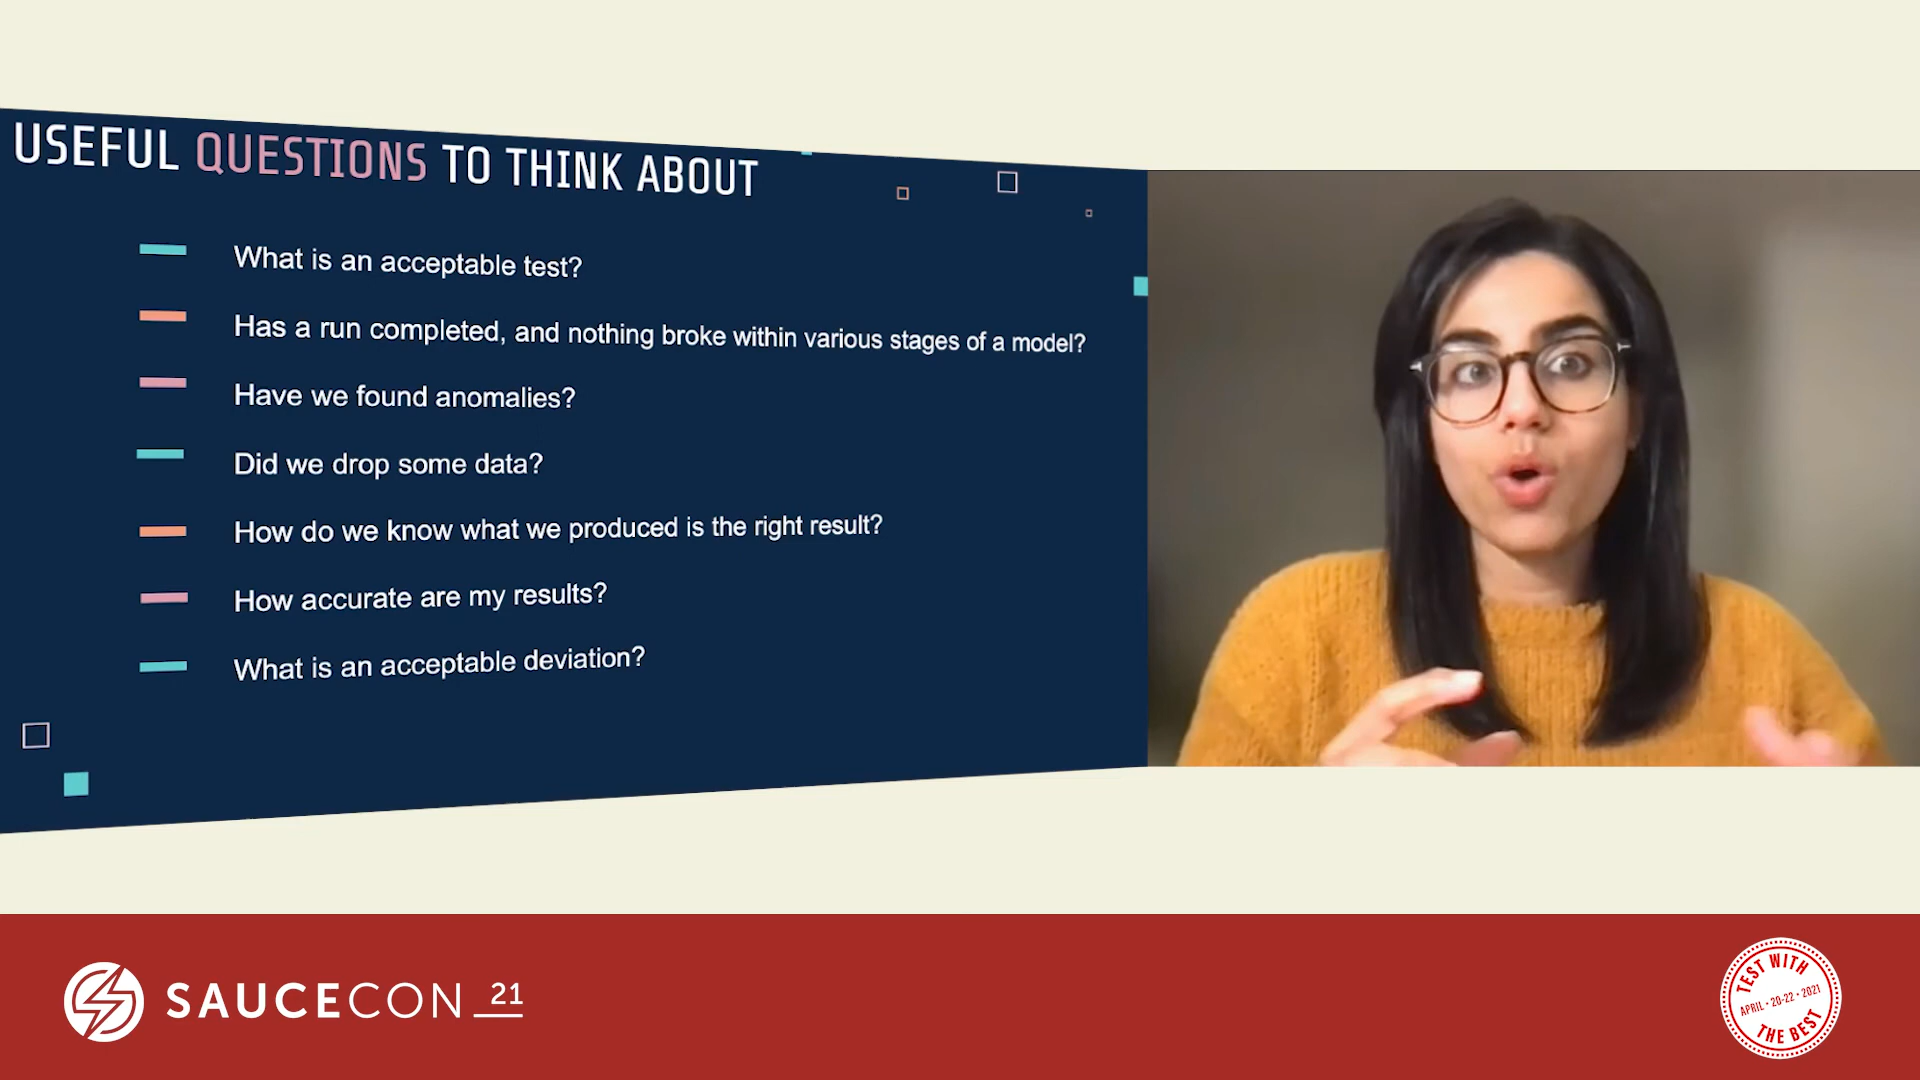 USEFUL QUESTIONS TO THINK ABOUT
What is an acceptable test?
Has a run completed, and nothing broke within various stages of a model?
Have we found anomalies?
Did we drop some data?
How do we know what we produced is the right result?
How accurate are my results?
What is an acceptable deviation?
SAUCECON 21
TEST WITH
APRIL • 20-22 • 2021
THE BEST